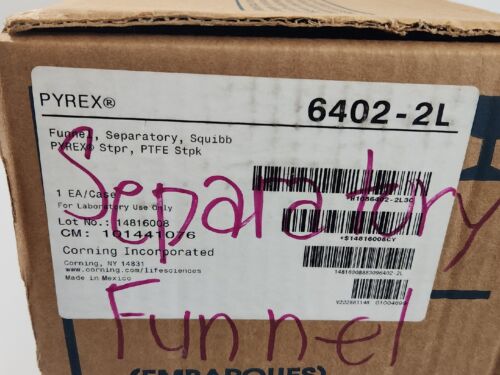 PYREX®
6402-2L
Funnel, Separatory, Squibb
PYREX® Stpr, PTFE Stpk
1 EA/Case
For Laboratory Use Only
Lot No.: 14816008
CM: 101441076
Corning Incorporated
Corning, NY 14831
www.corning.com/lifesciences
Made in Mexico
+$14816008CY
Separatory
Funnel
(EMBARQUES)